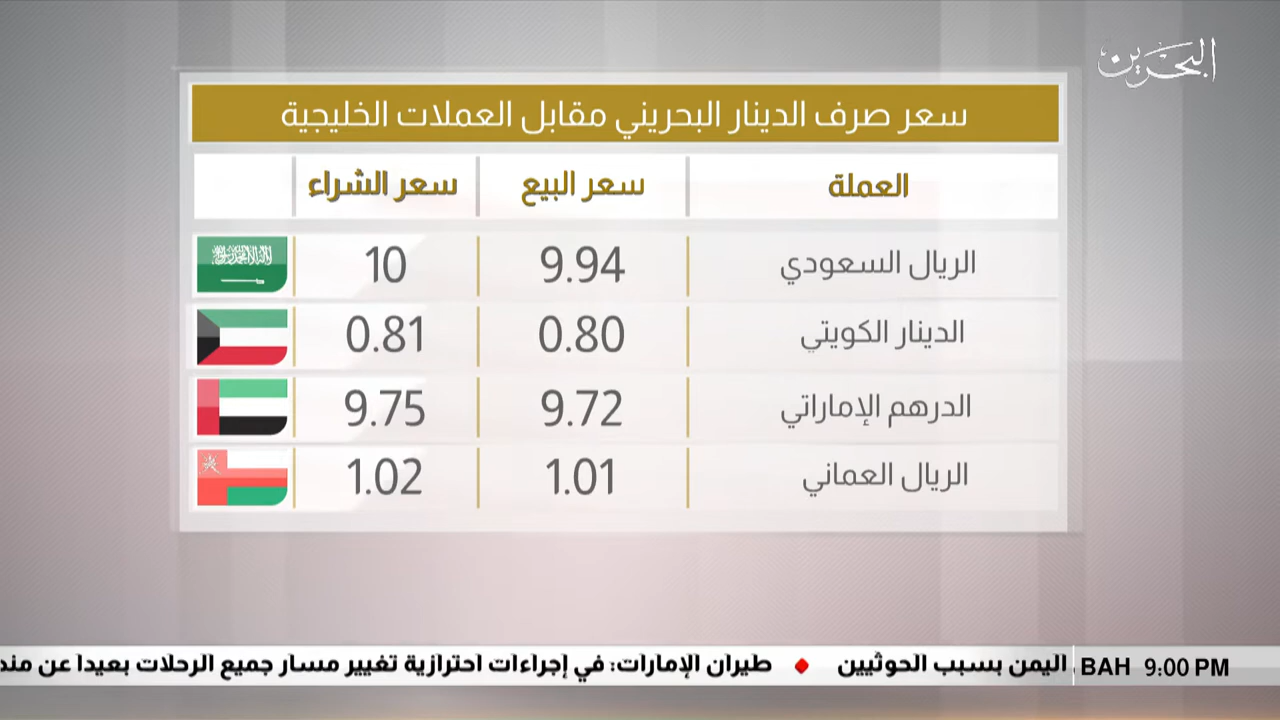 البحرين
سعر صرف الدينار البحريني مقابل العملات الخليجية
العملة سعر البيع سعر الشراء
الريال السعودي 9.94 10
الدينار الكويتي 0.80 0.81
الدرهم الإماراتي 9.72 9.75
الريال العماني 1.01 1.02
BAH 9:00 PM
اليمن بسبب الحوثيين ♦ طيران الإمارات: في إجراءات احترازية تغيير مسار جميع الرحلات بعيداً عن